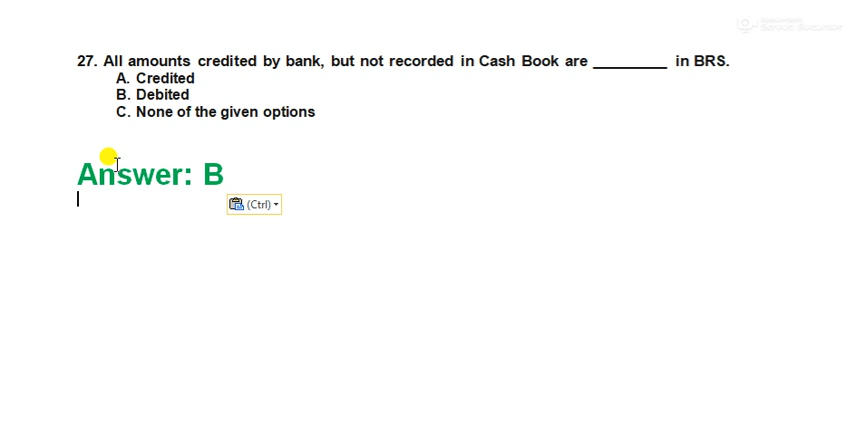 27. All amounts credited by bank, but not recorded in Cash Book are _________ in BRS.
A. Credited
B. Debited
C. None of the given options
Answer: B
(Ctrl)